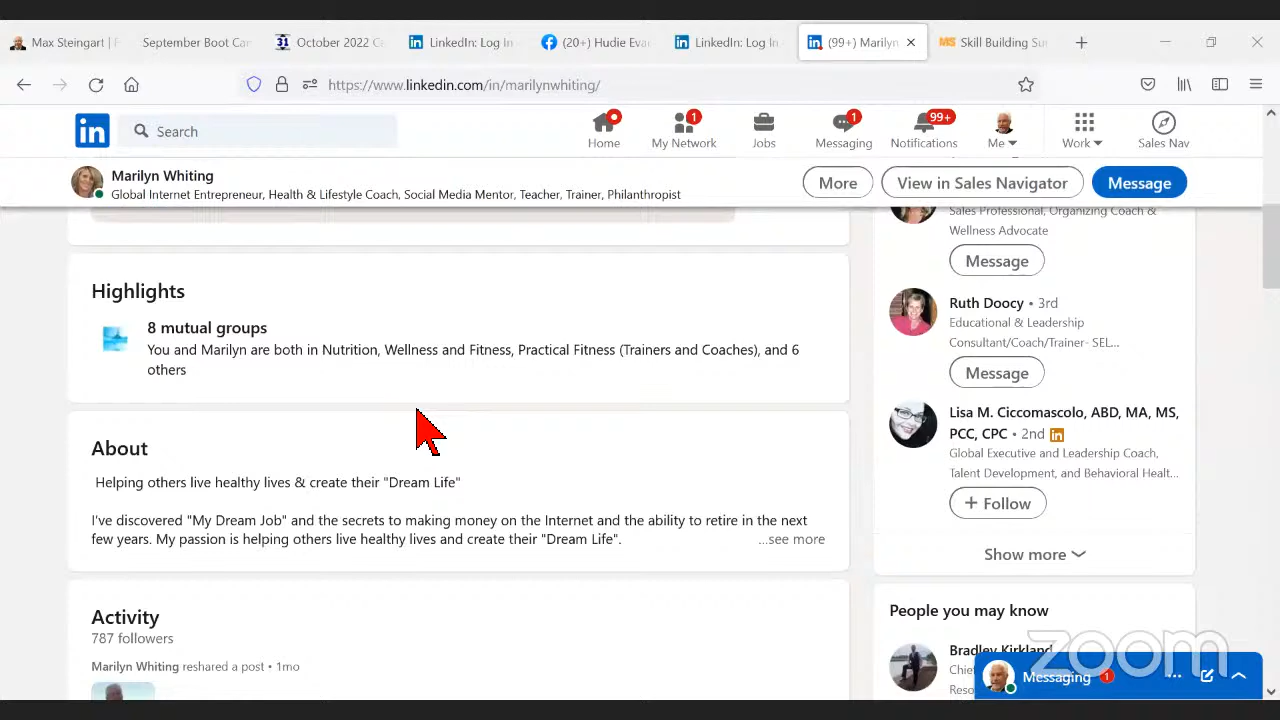 Max Steingart | [F
September Boot Ca
31
October 2022 Ce
LinkedIn: Log In
(20+) Hudie Eva
LinkedIn: Log In
(99+) Marilyn
Skill Building Su
https://www.linkedin.com/in/marilynwhiting/
in
Search
Home
1
My Network
Jobs
1
Messaging
99+
Notifications
Me
Work
Sales Nav
Marilyn Whiting
Global Internet Entrepreneur, Health & Lifestyle Coach, Social Media Mentor, Teacher, Trainer, Philanthropist
More
View in Sales Navigator
Message
Highlights
8 mutual groups
You and Marilyn are both in Nutrition, Wellness and Fitness, Practical Fitness (Trainers and Coaches), and 6
others
About
Helping others live healthy lives & create their "Dream Life"
I've discovered "My Dream Job" and the secrets to making money on the Internet and the ability to retire in the next
few years. My passion is helping others live healthy lives and create their "Dream Life".
...see more
Activity
787 followers
Marilyn Whiting reshared a post • 1mo
Sales Professional, Organizing Coach &
Wellness Advocate
Message
Ruth Doocy • 3rd
Educational & Leadership
Consultant/Coach/Trainer- SEL...
Message
Lisa M. Ciccomascolo, ABD, MA, MS,
PCC, CPC • 2nd in
Global Executive and Leadership Coach,
Talent Development, and Behavioral Healt...
+ Follow
Show more
People you may know
Bradley Kirkland
Chie
Reso
Messaging
1
zoom